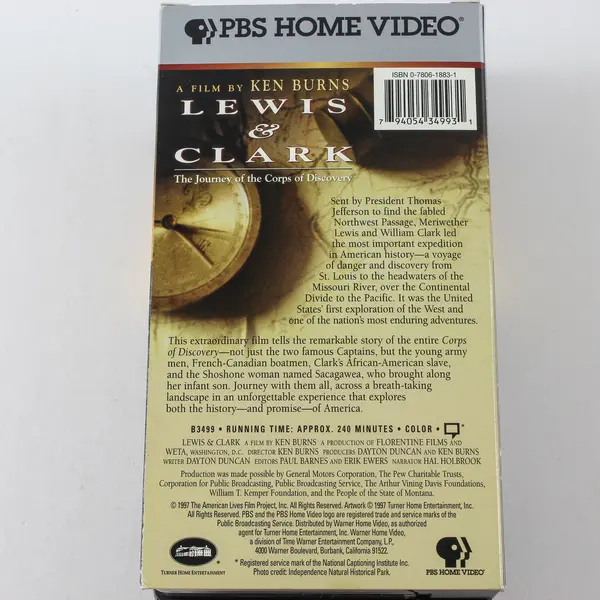 PBS HOME VIDEO®
A FILM BY KEN BURNS
LEWIS
&
CLARK
The Journey of the Corps of Discovery
ISBN 0-7806-1883-1
7 94054 34993 1
Sent by President Thomas
Jefferson to find the fabled
Northwest Passage, Meriwether
Lewis and William Clark led
the most important expedition
in American history—a voyage
of danger and discovery from
St. Louis to the headwaters of the
Missouri River, over the Continental
Divide to the Pacific. It was the United
States' first exploration of the West and
one of the nation's most enduring adventures.
This extraordinary film tells the remarkable story of the entire Corps
of Discovery—not just the two famous Captains, but the young army
men, French-Canadian boatmen, Clark's African-American slave,
and the Shoshone woman named Sacagawea, who brought along
her infant son. Journey with them all, across a breath-taking
landscape in an unforgettable experience that explores
both the history—and promise—of America.
B3499 • RUNNING TIME: APPROX. 240 MINUTES • COLOR • *
LEWIS & CLARK A FILM BY KEN BURNS A PRODUCTION OF FLORENTINE FILMS AND
WETA, WASHINGTON, D.C. DIRECTOR KEN BURNS PRODUCERS DAYTON DUNCAN AND KEN BURNS
WRITER DAYTON DUNCAN EDITORS PAUL BARNES AND ERIK EWERS NARRATOR HAL HOLBROOK
Production was made possible by General Motors Corporation, The Pew Charitable Trusts,
Corporation for Public Broadcasting, Public Broadcasting Service, The Arthur Vining Davis Foundations,
William T. Kemper Foundation, and the People of the State of Montana.
© 1997 The American Lives Film Project, Inc. All Rights Reserved. Artwork © 1997 Turner Home Entertainment, Inc.
All Rights Reserved. PBS and the PBS Home Video logo are registered trade and service marks of the
Public Broadcasting Service. Distributed by Warner Home Video, as authorized
agent for Turner Home Entertainment, Inc. Warner Home Video,
a division of Time Warner Entertainment Company, L.P.,
4000 Warner Boulevard, Burbank, California 91522.
* Registered service mark of the National Captioning Institute Inc.
Photo credit: Independence National Historical Park.
TURNER HOME ENTERTAINMENT
PBS HOME VIDEO®